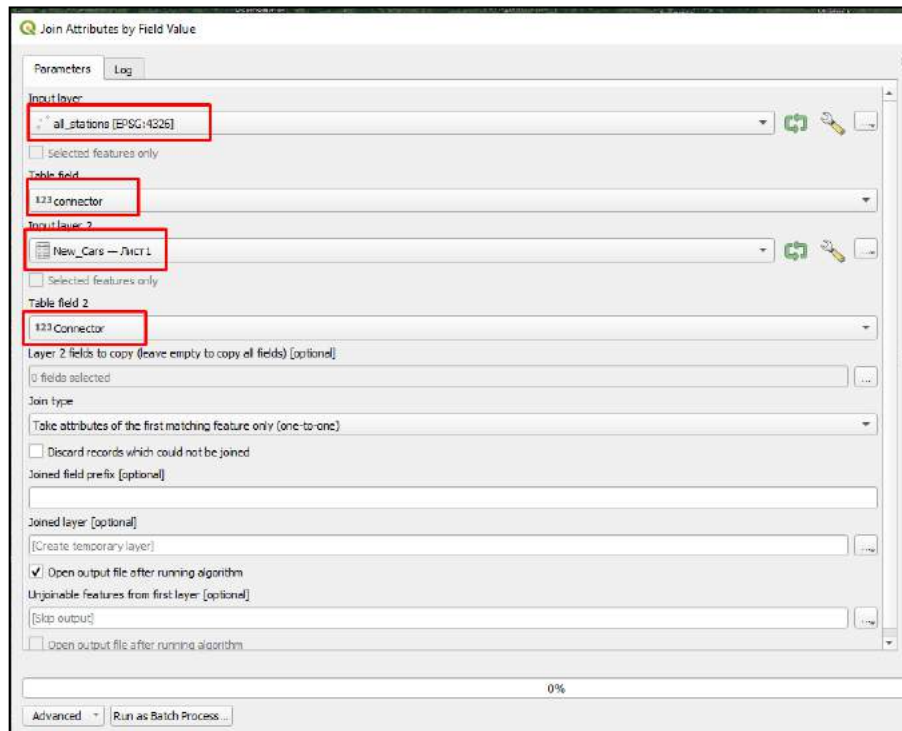 Join Attributes by Field Value
Parameters Log
Input layer
all_stations [EPSG:4326]
Selected features only
Table field
123 connector
Input layer 2
New_Cars — Лист1
Selected features only
Table field 2
123 Connector
Layer 2 fields to copy (leave empty to copy all fields) [optional]
0 fields selected
...
Join type
Take attributes of the first matching feature only (one-to-one)
Discard records which could not be joined
Joined field prefix [optional]
Joined layer [optional]
[Create temporary layer]
Open output file after running algorithm
Unjoinable features from first layer [optional]
[Skip output]
Open output file after running algorithm
0%
Advanced Run as Batch Process...